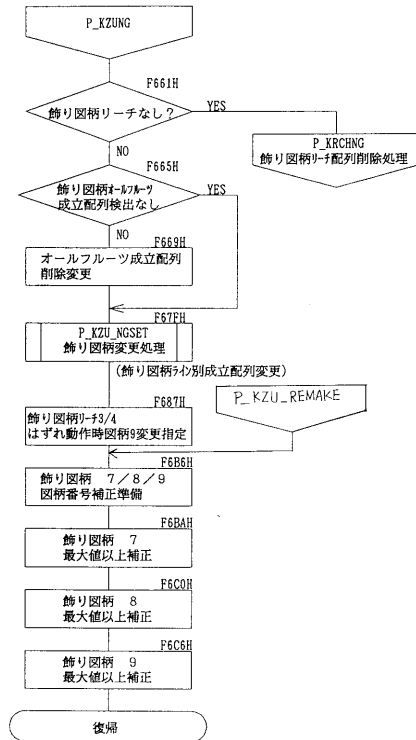 P_KZUNG
F661H
飾り図柄リーチなし？
YES
P_KRCHNG
飾り図柄ﾘｰﾁ配列削除処理
NO
F665H
飾り図柄ｵｰﾙﾌﾙｰﾂ
成立配列検出なし
YES
NO
F669H
オールフルーツ成立配列
削除変更
F67FH
P_KZU_NGSET
飾り図柄変更処理
(飾り図柄ﾗｲﾝ別成立配列変更)
P_KZU_REMAKE
F687H
飾り図柄ﾘｰﾁ3/4
はずれ動作時図柄9変更指定
F6B6H
飾り図柄　7／8／9
図柄番号補正準備
F6BAH
飾り図柄　7
最大値以上補正
F6C0H
飾り図柄　8
最大値以上補正
F6C6H
飾り図柄　9
最大値以上補正
復帰